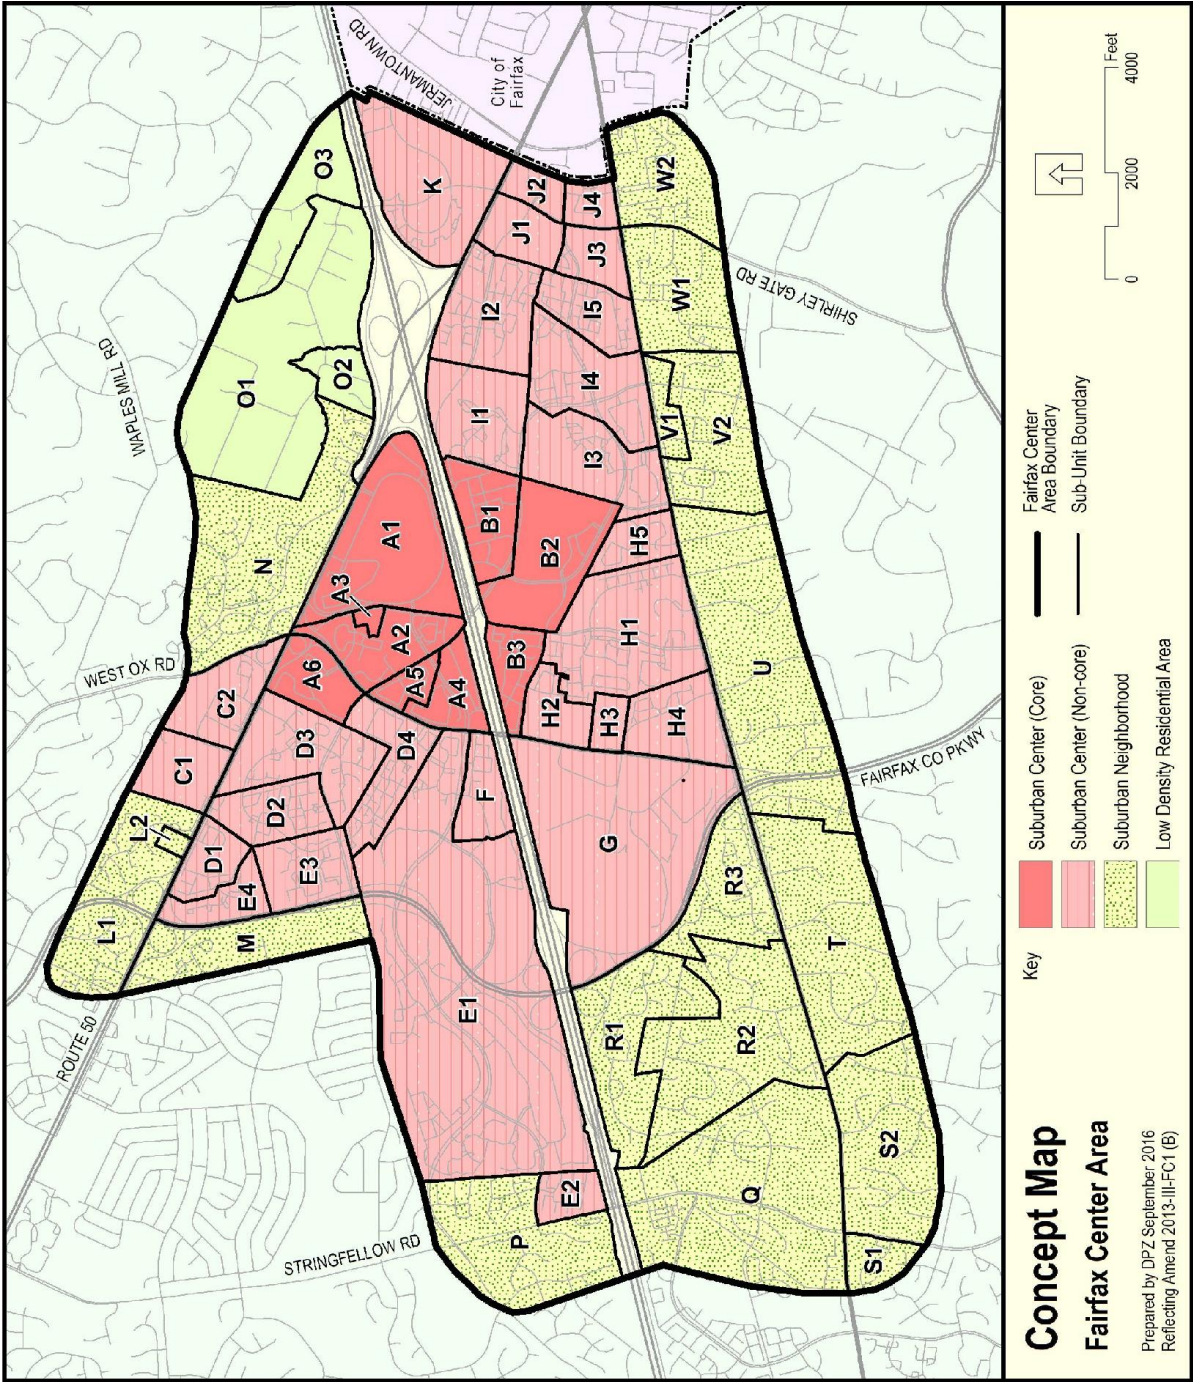 Concept Map
Fairfax Center Area
Prepared by DPZ September 2016
Reflecting Amend 2013-III-FC1 (B)
Key
Suburban Center (Core)
Suburban Center (Non-core)
Suburban Neighborhood
Low Density Residential Area
Fairfax Center
Area Boundary
Sub-Unit Boundary
0
2000
4000
Feet
ROUTE 50
STRINGFELLOW RD
WEST OX RD
WAPLES MILL RD
JERMANTOWN RD
City of
Fairfax
SHIRLEY GATE RD
FAIRFAX CO PKWY
L1
L2
M
C1
C2
D1
D2
D3
D4
E1
E2
E3
E4
F
G
A1
A2
A3
A4
A5
A6
B1
B2
B3
H1
H2
H3
H4
H5
I1
I2
I3
I4
I5
J1
J2
J3
J4
K
N
O1
O2
O3
P
Q
R1
R2
R3
S1
S2
T
U
V1
V2
W1
W2